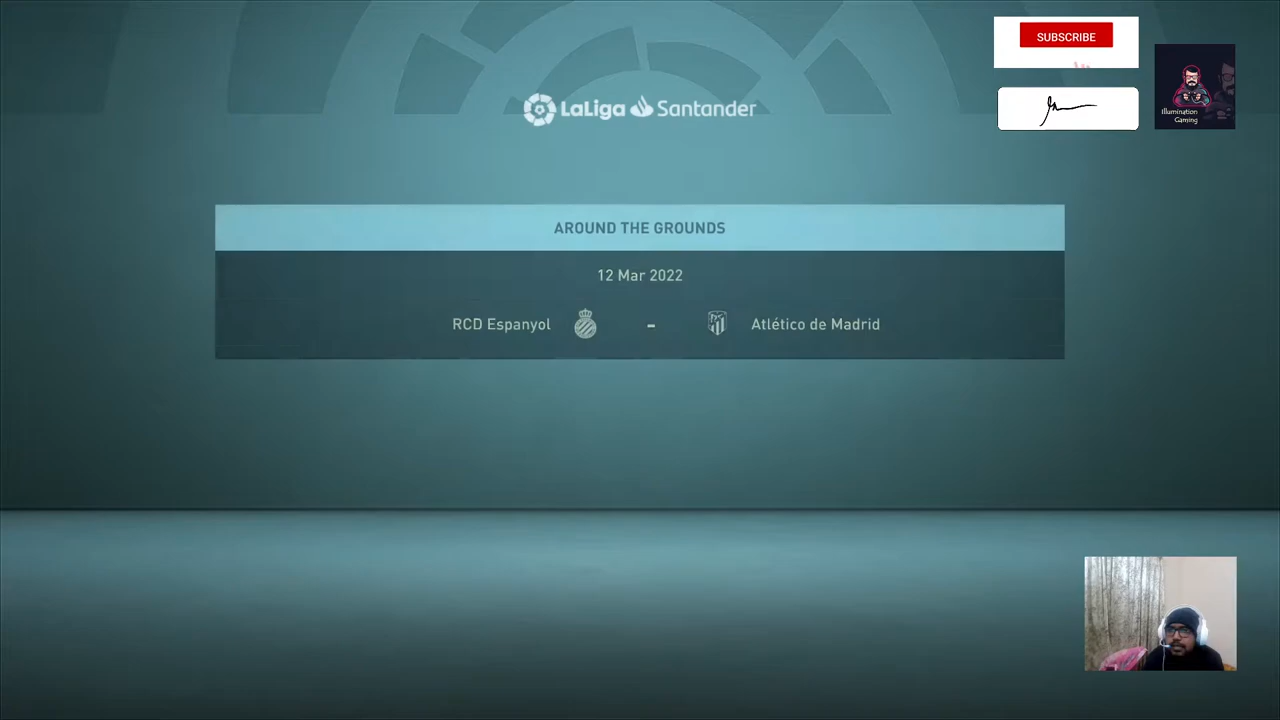 SUBSCRIBE
LaLiga Santander
Illumination
Gaming
AROUND THE GROUNDS
12 Mar 2022
RCD Espanyol - Atlético de Madrid